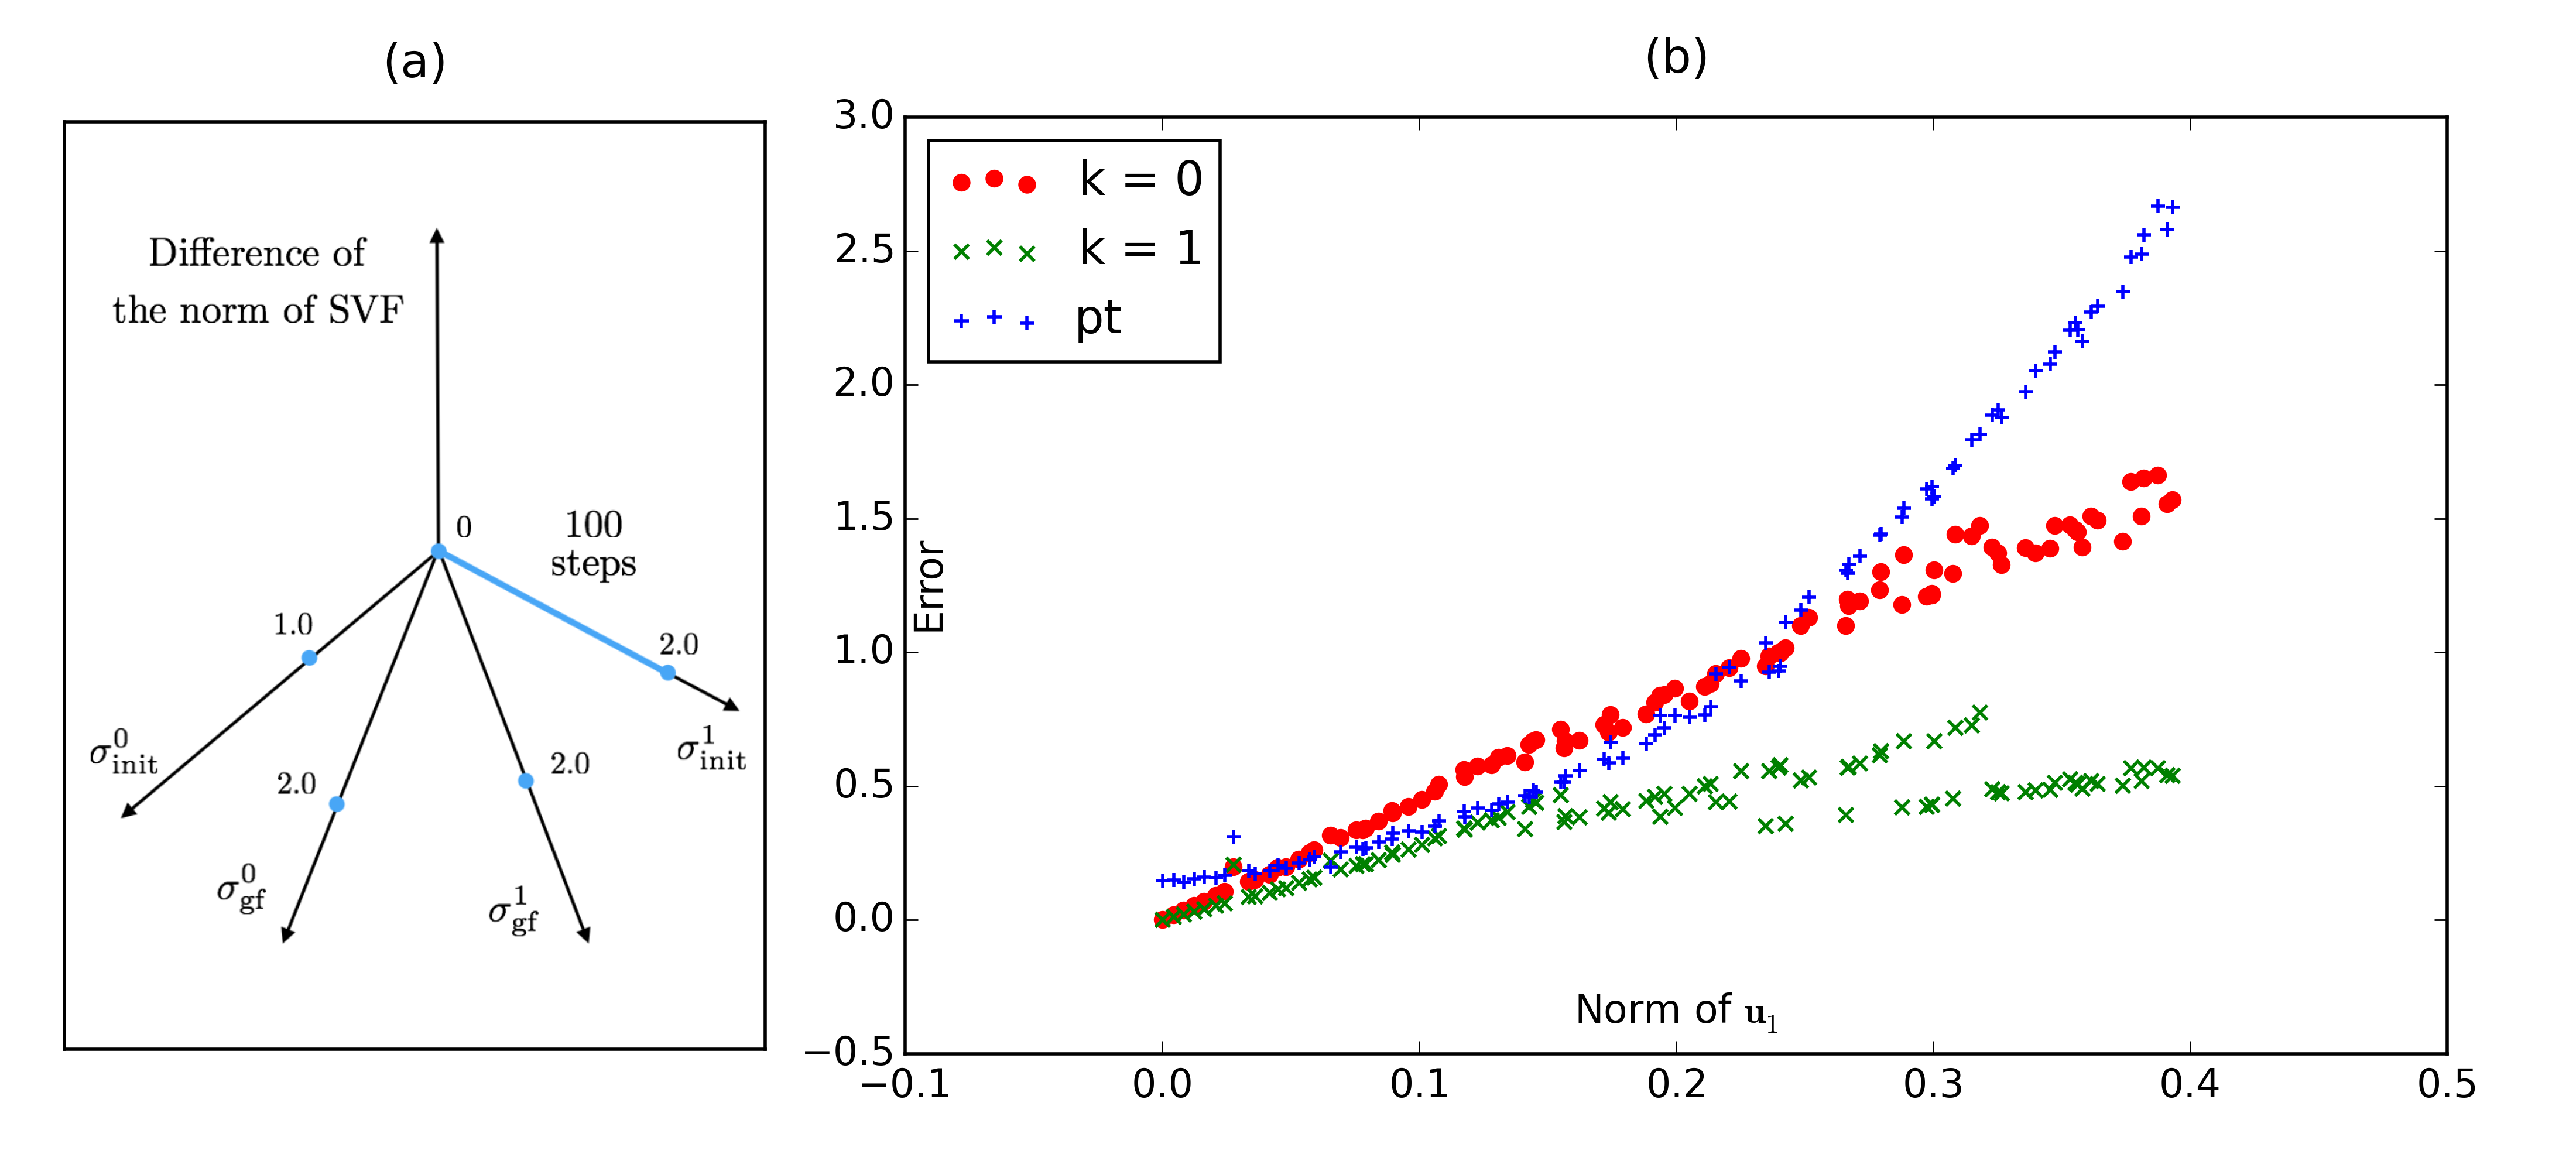 (a)
Difference of
the norm of SVF
0
100
steps
1.0
2.0
2.0
2.0
σ⁰init
σ¹init
σ⁰gf
σ¹gf
(b)
3.0
2.5
2.0
1.5
1.0
0.5
0.0
−0.5
Error
k = 0
k = 1
pt
Norm of u₁
−0.1 0.0 0.1 0.2 0.3 0.4 0.5